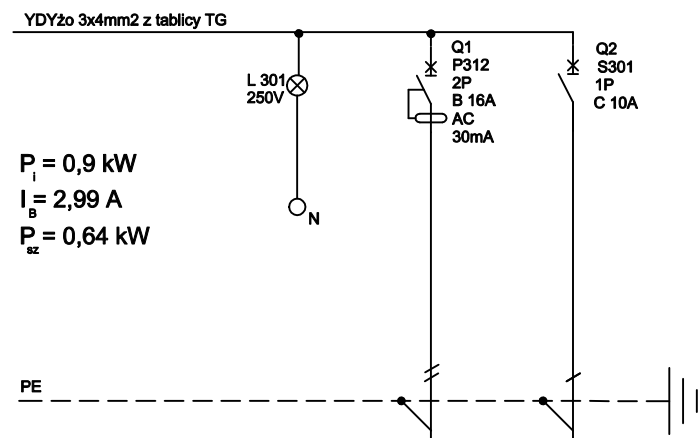 YDYżo 3x4mm2 z tablicy TG
L 301
250V
Q1
P312
2P
B 16A
AC
30mA
Q2
S301
1P
C 10A
Pi = 0,9 kW
IB = 2,99 A
Psz = 0,64 kW
N
PE